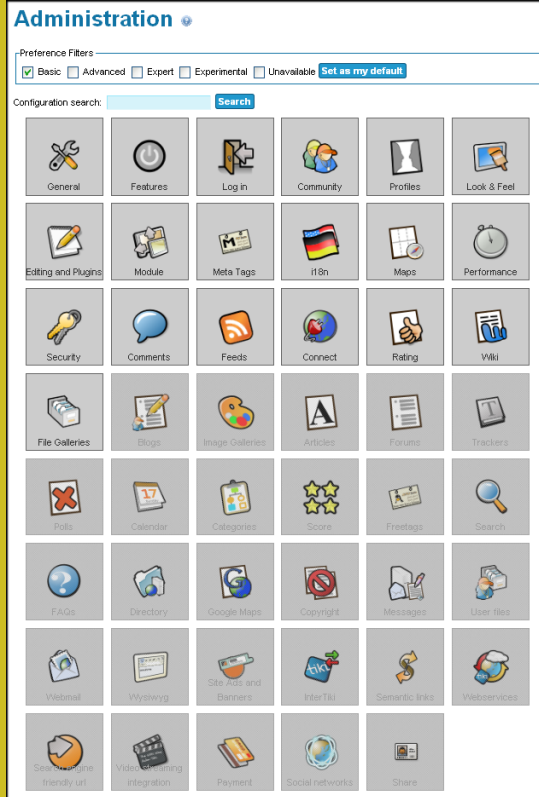 Administration
Preference Filters
Basic Advanced Expert Experimental Unavailable Set as my default
Configuration search: Search
General Features Log in Community Profiles Look & Feel
Editing and Plugins Module Meta Tags i18n Maps Performance
Security Comments Feeds Connect Rating Wiki
File Galleries Blogs Image Galleries Articles Forums Trackers
Polls 17 Calendar Categories Score Freetags Search
FAQs Directory Google Maps Copyright Messages User files
Webmail Wysiwyg Site Ads and Banners tiki InterTiki Semantic links Webservices
Search engine friendly url Video streaming integration Payment Social networks Share